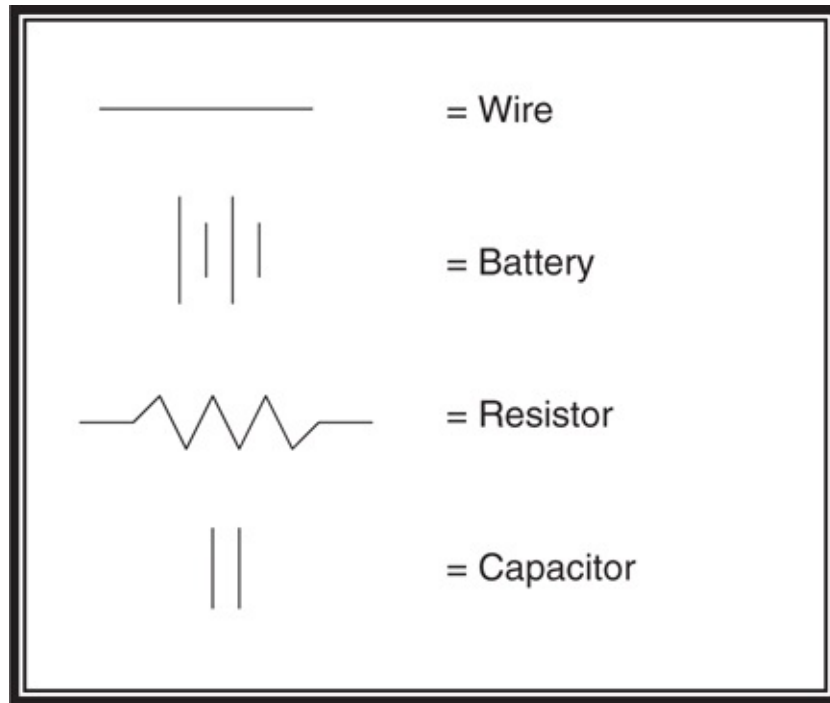 = Wire
= Battery
= Resistor
= Capacitor